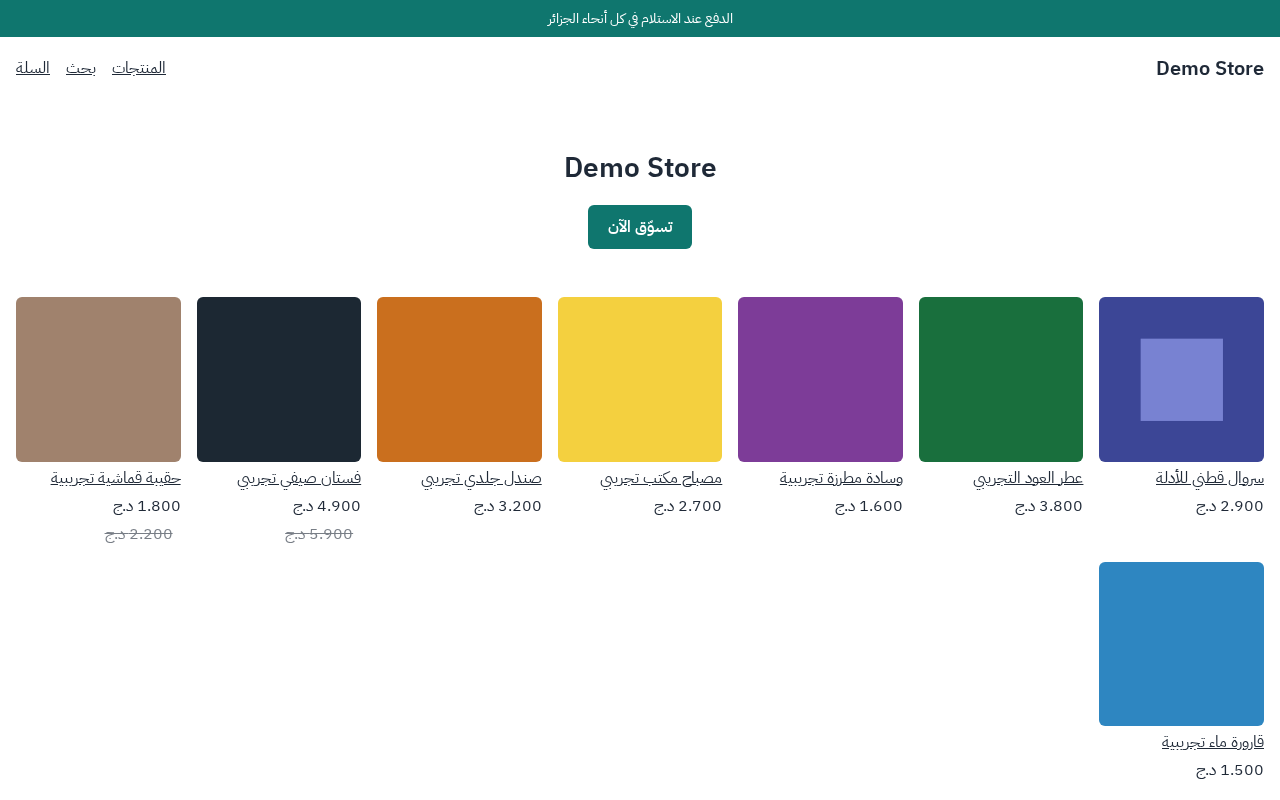 الدفع عند الاستلام في كل أنحاء الجزائر
Demo Store
المنتجات
بحث
السلة
Demo Store
تسوّق الآن
سروال قطني للأدلة
2.900 د.ج
عطر العود التجريبي
3.800 د.ج
وسادة مطرزة تجريبية
1.600 د.ج
مصباح مكتب تجريبي
2.700 د.ج
صندل جلدي تجريبي
3.200 د.ج
فستان صيفي تجريبي
4.900 د.ج
5.900 د.ج
حقيبة قماشية تجريبية
1.800 د.ج
2.200 د.ج
قارورة ماء تجريبية
1.500 د.ج